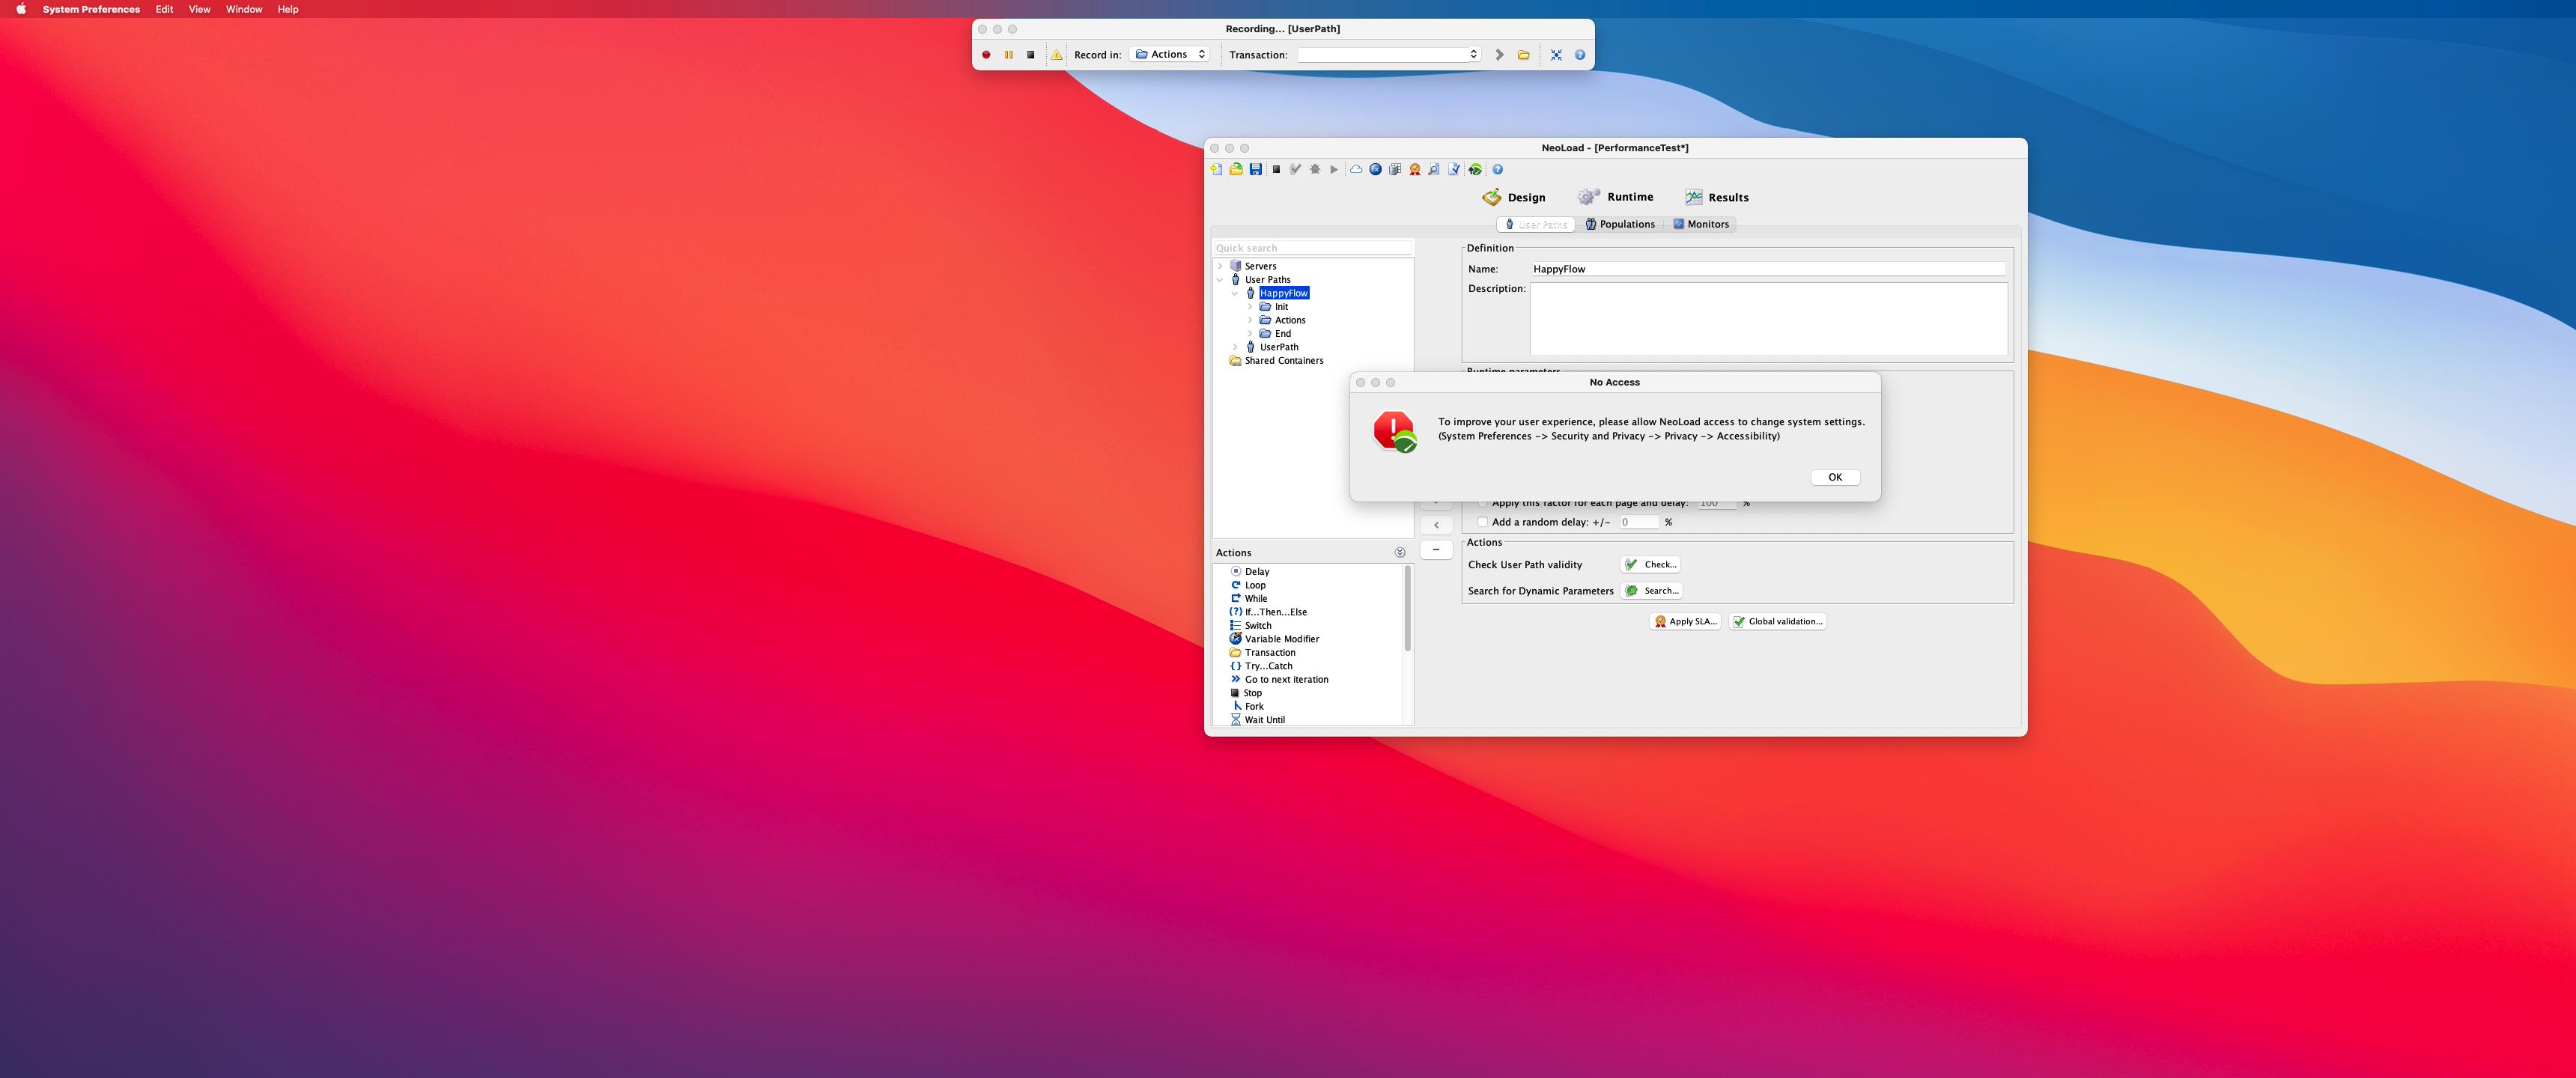 System Preferences Edit View Window Help
Recording... [UserPath]
Record in: Actions Transaction:
NeoLoad - [PerformanceTest*]
Design Runtime Results
User Paths Populations Monitors
Quick search
Servers
User Paths
HappyFlow
Init
Actions
End
UserPath
Shared Containers
Definition
Name: HappyFlow
Description:
Runtime parameters
No Access
To improve your user experience, please allow NeoLoad access to change system settings.
(System Preferences -> Security and Privacy -> Privacy -> Accessibility)
OK
Apply this factor for each page and delay: 100 %
Add a random delay: +/- 0 %
Actions
Check User Path validity Check...
Search for Dynamic Parameters Search...
Apply SLA... Global validation...
Actions
Delay
Loop
While
If...Then...Else
Switch
Variable Modifier
Transaction
Try...Catch
Go to next iteration
Stop
Fork
Wait Until